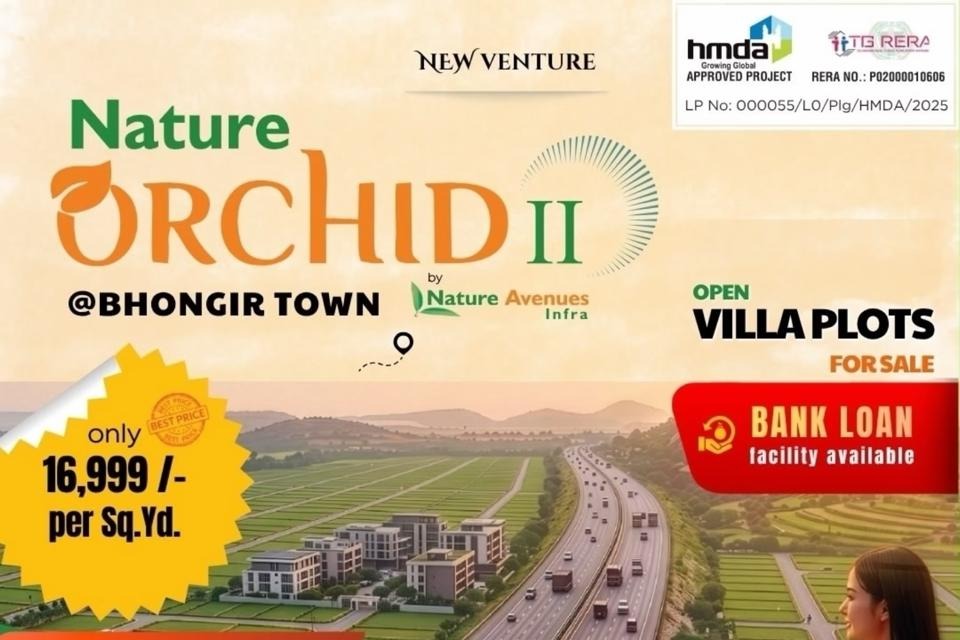 NEW VENTURE
hmda
Growing Global
APPROVED PROJECT
TG RERA
RERA NO.: P02000010606
LP No: 000055/L0/Plg/HMDA/2025
Nature
ORCHID II
by
Nature Avenues
Infra
@BHONGIR TOWN
OPEN
VILLA PLOTS
FOR SALE
BANK LOAN
facility available
BEST PRICE
only
16,999 /-
per Sq.Yd.